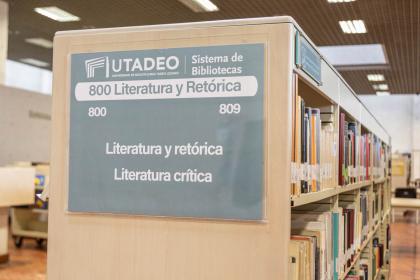 UTADEO
Sistema de
Bibliotecas
800 Literatura y Retórica
800 809
Literatura y retórica
Literatura crítica